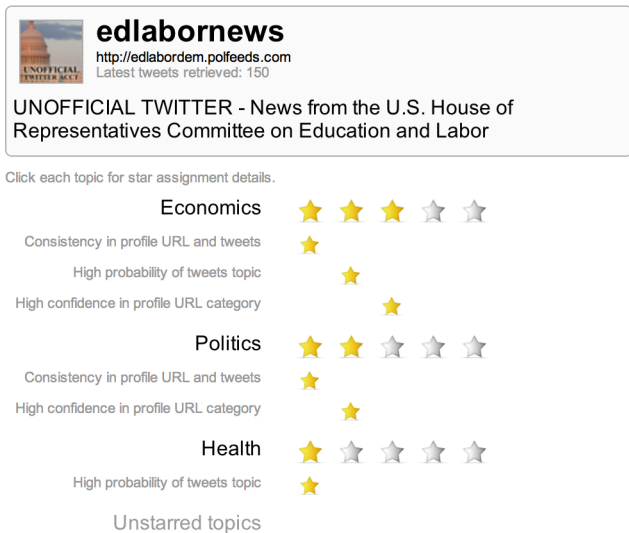 UNOFFICIAL
TWITTER ACCT
edlabornews
http://edlabordem.polfeeds.com
Latest tweets retrieved: 150
UNOFFICIAL TWITTER - News from the U.S. House of
Representatives Committee on Education and Labor
Click each topic for star assignment details.
Economics
Consistency in profile URL and tweets
High probability of tweets topic
High confidence in profile URL category
Politics
Consistency in profile URL and tweets
High confidence in profile URL category
Health
High probability of tweets topic
Unstarred topics